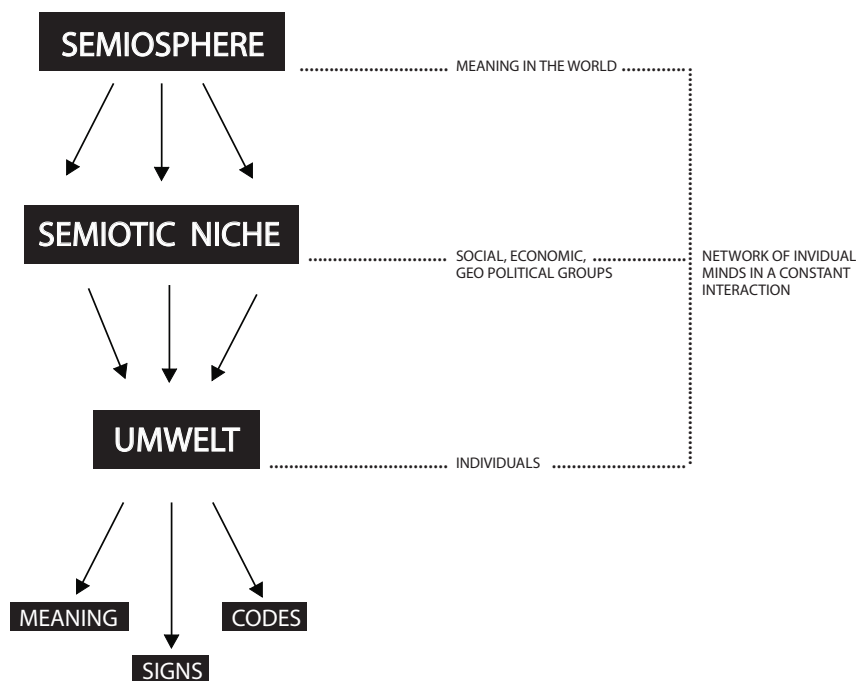 SEMIOSPHERE
MEANING IN THE WORLD
SEMIOTIC NICHE
SOCIAL, ECONOMIC,
GEO POLITICAL GROUPS
NETWORK OF INVIDUAL
MINDS IN A CONSTANT
INTERACTION
UMWELT
INDIVIDUALS
MEANING
CODES
SIGNS